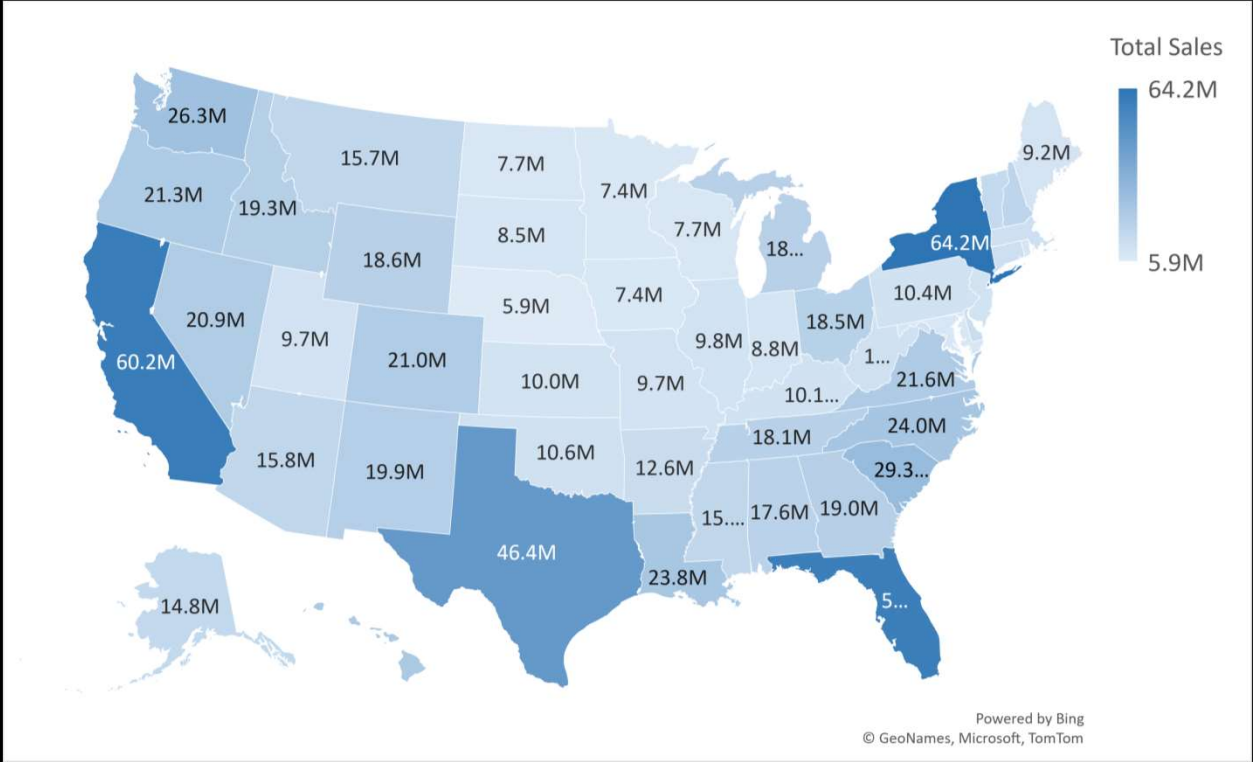 Total Sales
64.2M
5.9M
26.3M
15.7M
7.7M
7.4M
9.2M
21.3M
19.3M
8.5M
7.7M
18...
64.2M
18.6M
5.9M
7.4M
10.4M
20.9M
9.7M
21.0M
9.8M
8.8M
18.5M
1...
60.2M
10.0M
9.7M
10.1...
21.6M
15.8M
19.9M
10.6M
12.6M
18.1M
24.0M
29.3...
15....
17.6M
19.0M
46.4M
23.8M
5...
14.8M
Powered by Bing
© GeoNames, Microsoft, TomTom